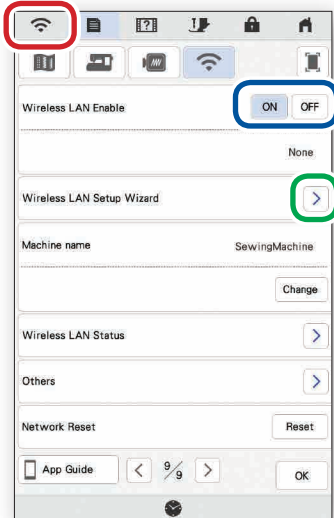 Wireless LAN Enable
ON
OFF
None
Wireless LAN Setup Wizard
Machine name
SewingMachine
Change
Wireless LAN Status
Others
Network Reset
Reset
App Guide
9/9
OK